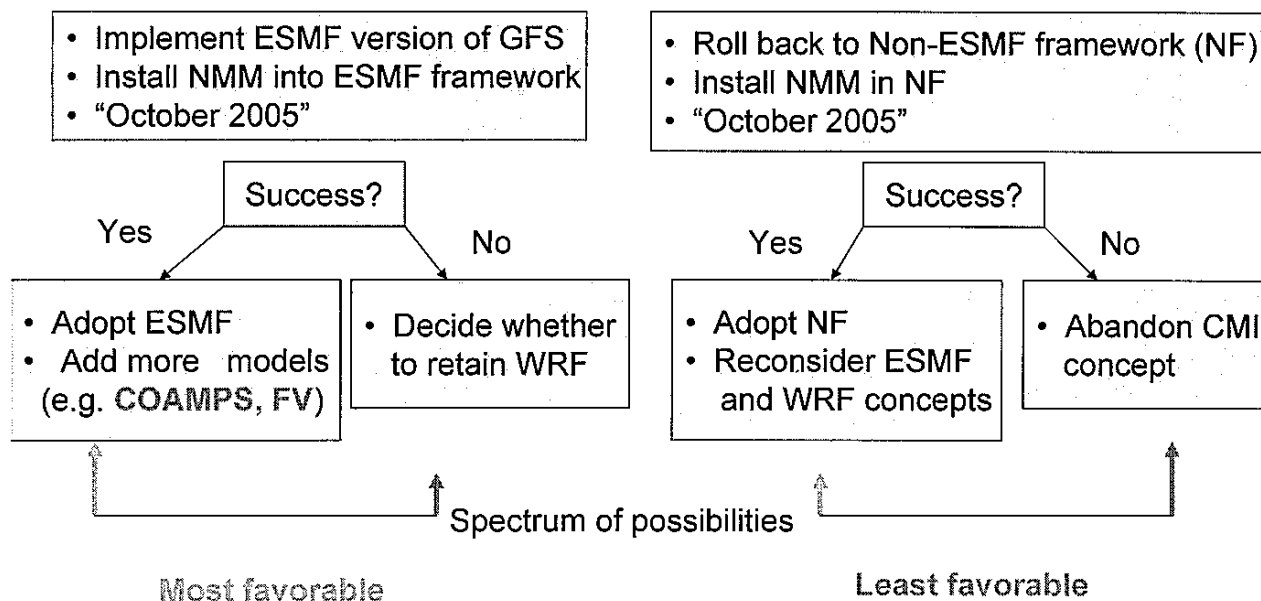 • Implement ESMF version of GFS
• Install NMM into ESMF framework
• “October 2005”
• Roll back to Non-ESMF framework (NF)
• Install NMM in NF
• “October 2005”
Success?
Yes
No
Success?
Yes
No
• Adopt ESMF
• Add more models
(e.g. COAMPS, FV)
• Decide whether
to retain WRF
• Adopt NF
• Reconsider ESMF
and WRF concepts
• Abandon CMI
concept
Spectrum of possibilities
Most favorable
Least favorable